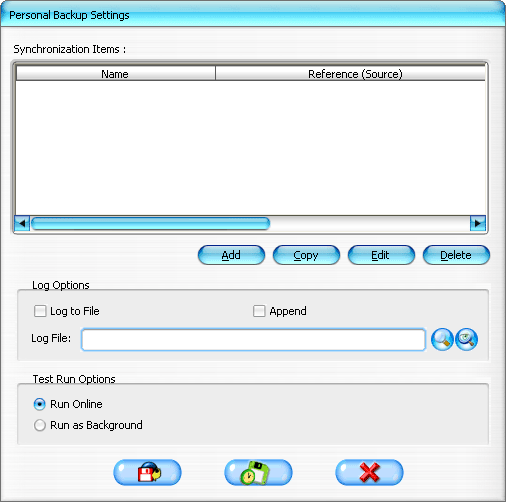 Personal Backup Settings
Synchronization Items :
Name Reference (Source)
Add Copy Edit Delete
Log Options
Log to File Append
Log File:
Test Run Options
Run Online
Run as Background